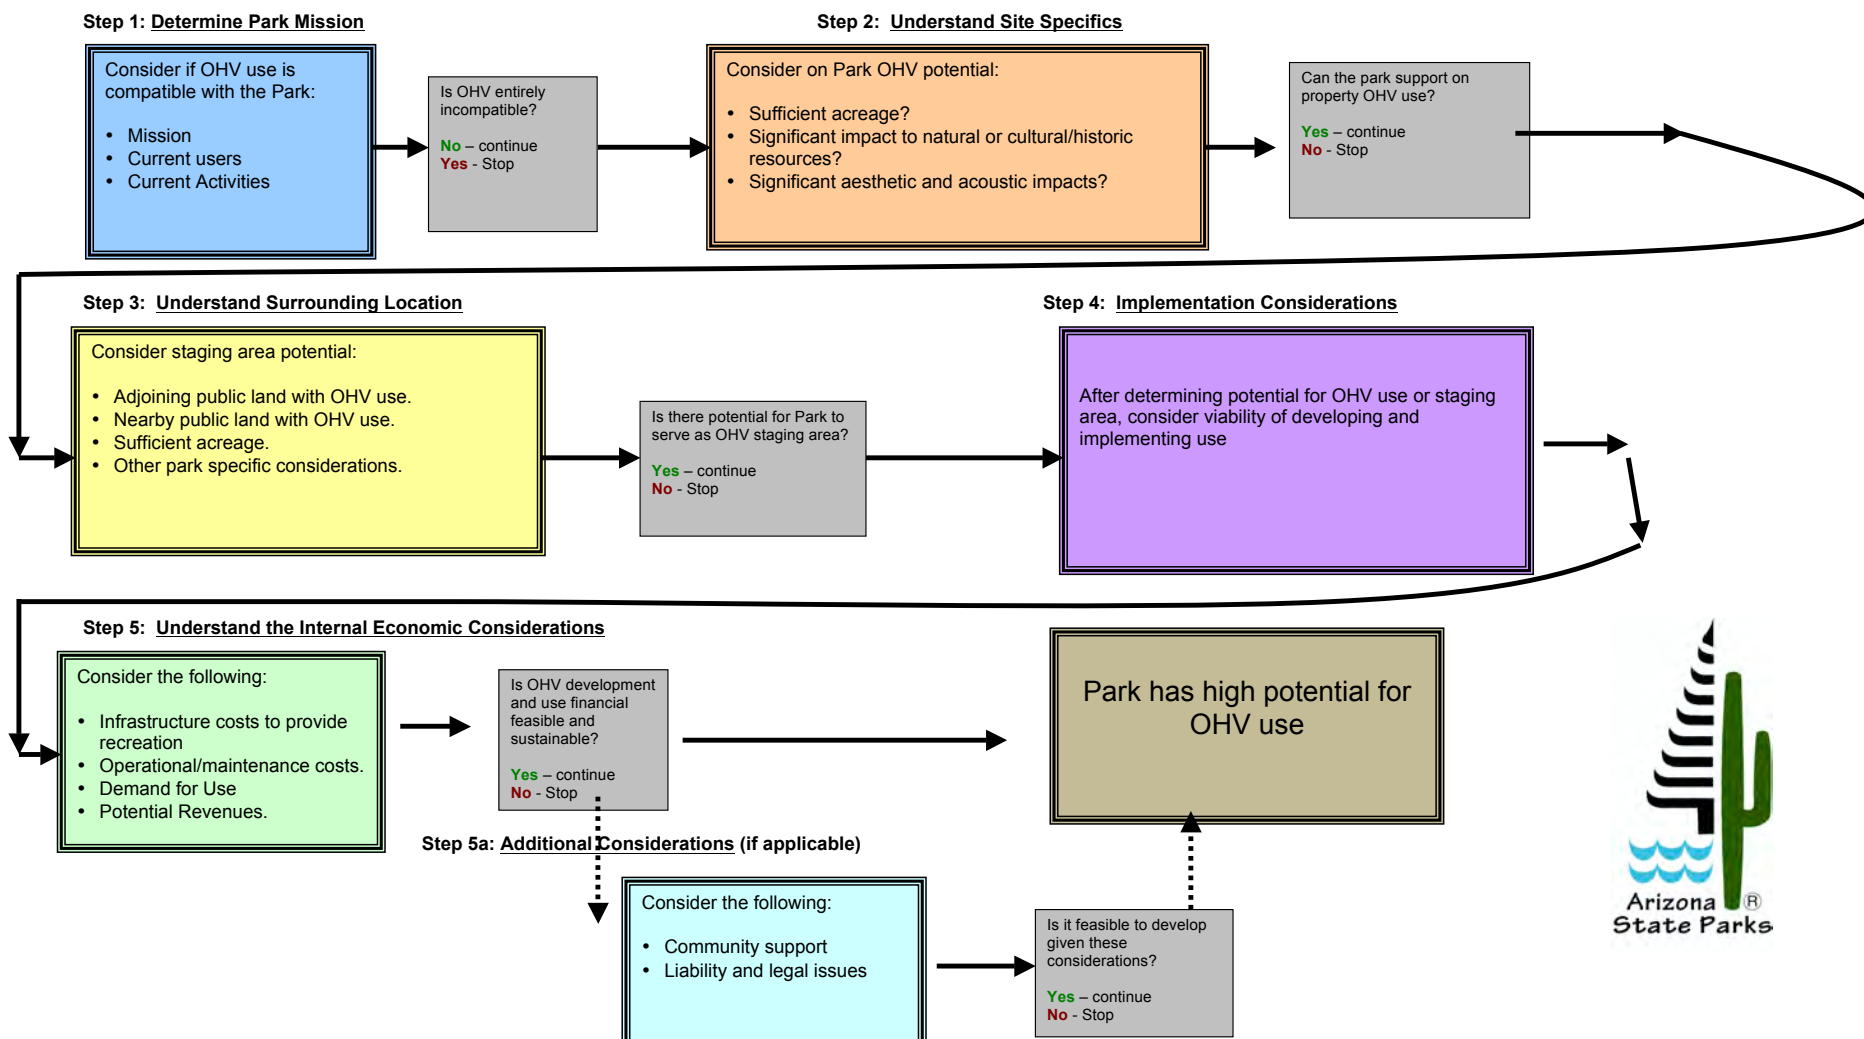 Step 1: Determine Park Mission
Consider if OHV use is
compatible with the Park:
• Mission
• Current users
• Current Activities
Is OHV entirely
incompatible?
No – continue
Yes - Stop
Step 2: Understand Site Specifics
Consider on Park OHV potential:
• Sufficient acreage?
• Significant impact to natural or cultural/historic
resources?
• Significant aesthetic and acoustic impacts?
Can the park support on
property OHV use?
Yes – continue
No - Stop
Step 3: Understand Surrounding Location
Consider staging area potential:
• Adjoining public land with OHV use.
• Nearby public land with OHV use.
• Sufficient acreage.
• Other park specific considerations.
Is there potential for Park to
serve as OHV staging area?
Yes – continue
No - Stop
Step 4: Implementation Considerations
After determining potential for OHV use or staging
area, consider viability of developing and
implementing use
Step 5: Understand the Internal Economic Considerations
Consider the following:
• Infrastructure costs to provide
recreation
• Operational/maintenance costs.
• Demand for Use
• Potential Revenues.
Is OHV development
and use financial
feasible and
sustainable?
Yes – continue
No - Stop
Park has high potential for
OHV use
Step 5a: Additional Considerations (if applicable)
Consider the following:
• Community support
• Liability and legal issues
Is it feasible to develop
given these
considerations?
Yes – continue
No - Stop
Arizona ®
State Parks